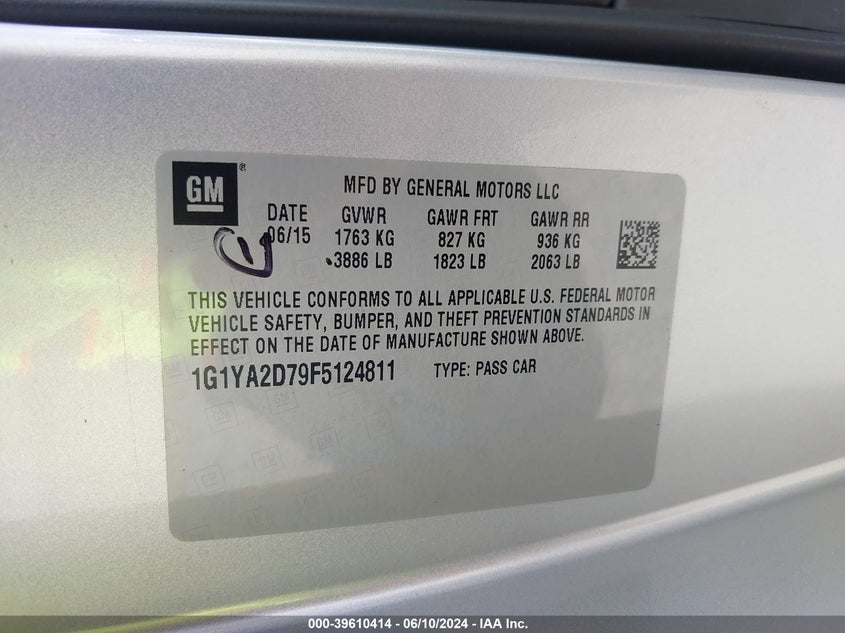 GM ®
MFD BY GENERAL MOTORS LLC
DATE GVWR GAWR FRT GAWR RR
06/15 1763 KG 827 KG 936 KG
3886 LB 1823 LB 2063 LB
THIS VEHICLE CONFORMS TO ALL APPLICABLE U.S. FEDERAL MOTOR
VEHICLE SAFETY, BUMPER, AND THEFT PREVENTION STANDARDS IN
EFFECT ON THE DATE OF MANUFACTURE SHOWN ABOVE.
1G1YA2D79F5124811 TYPE: PASS CAR
000-39610414 - 06/10/2024 - IAA Inc.